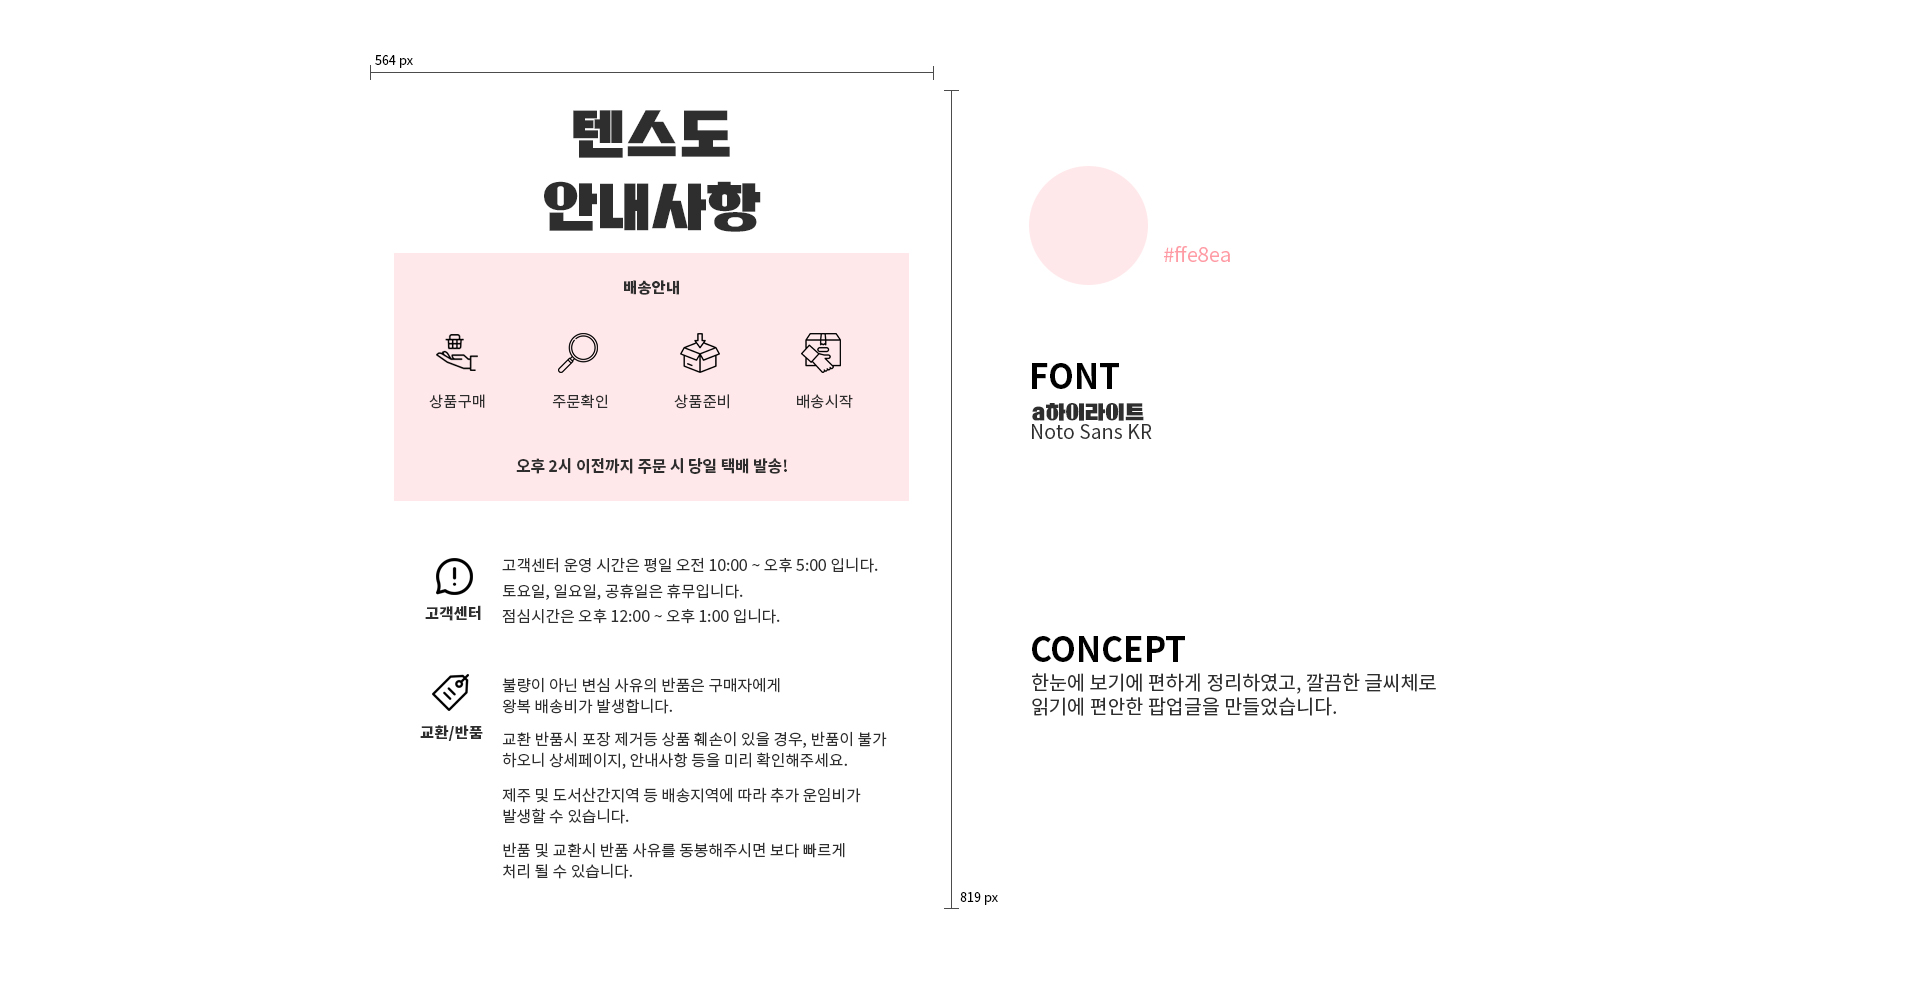 564 px
텐스도
안내사항
배송안내
상품구매
주문확인
상품준비
배송시작
오후 2시 이전까지 주문 시 당일 택배 발송!
고객센터
고객센터 운영 시간은 평일 오전 10:00 ~ 오후 5:00 입니다.
토요일, 일요일, 공휴일은 휴무입니다.
점심시간은 오후 12:00 ~ 오후 1:00 입니다.
교환/반품
불량이 아닌 변심 사유의 반품은 구매자에게
왕복 배송비가 발생합니다.
교환 반품시 포장 제거등 상품 훼손이 있을 경우, 반품이 불가
하오니 상세페이지, 안내사항 등을 미리 확인해주세요.
제주 및 도서산간지역 등 배송지역에 따라 추가 운임비가
발생할 수 있습니다.
반품 및 교환시 반품 사유를 동봉해주시면 보다 빠르게
처리 될 수 있습니다.
819 px
#ffe8ea
FONT
a하이라이트
Noto Sans KR
CONCEPT
한눈에 보기에 편하게 정리하였고, 깔끔한 글씨체로
읽기에 편안한 팝업글을 만들었습니다.